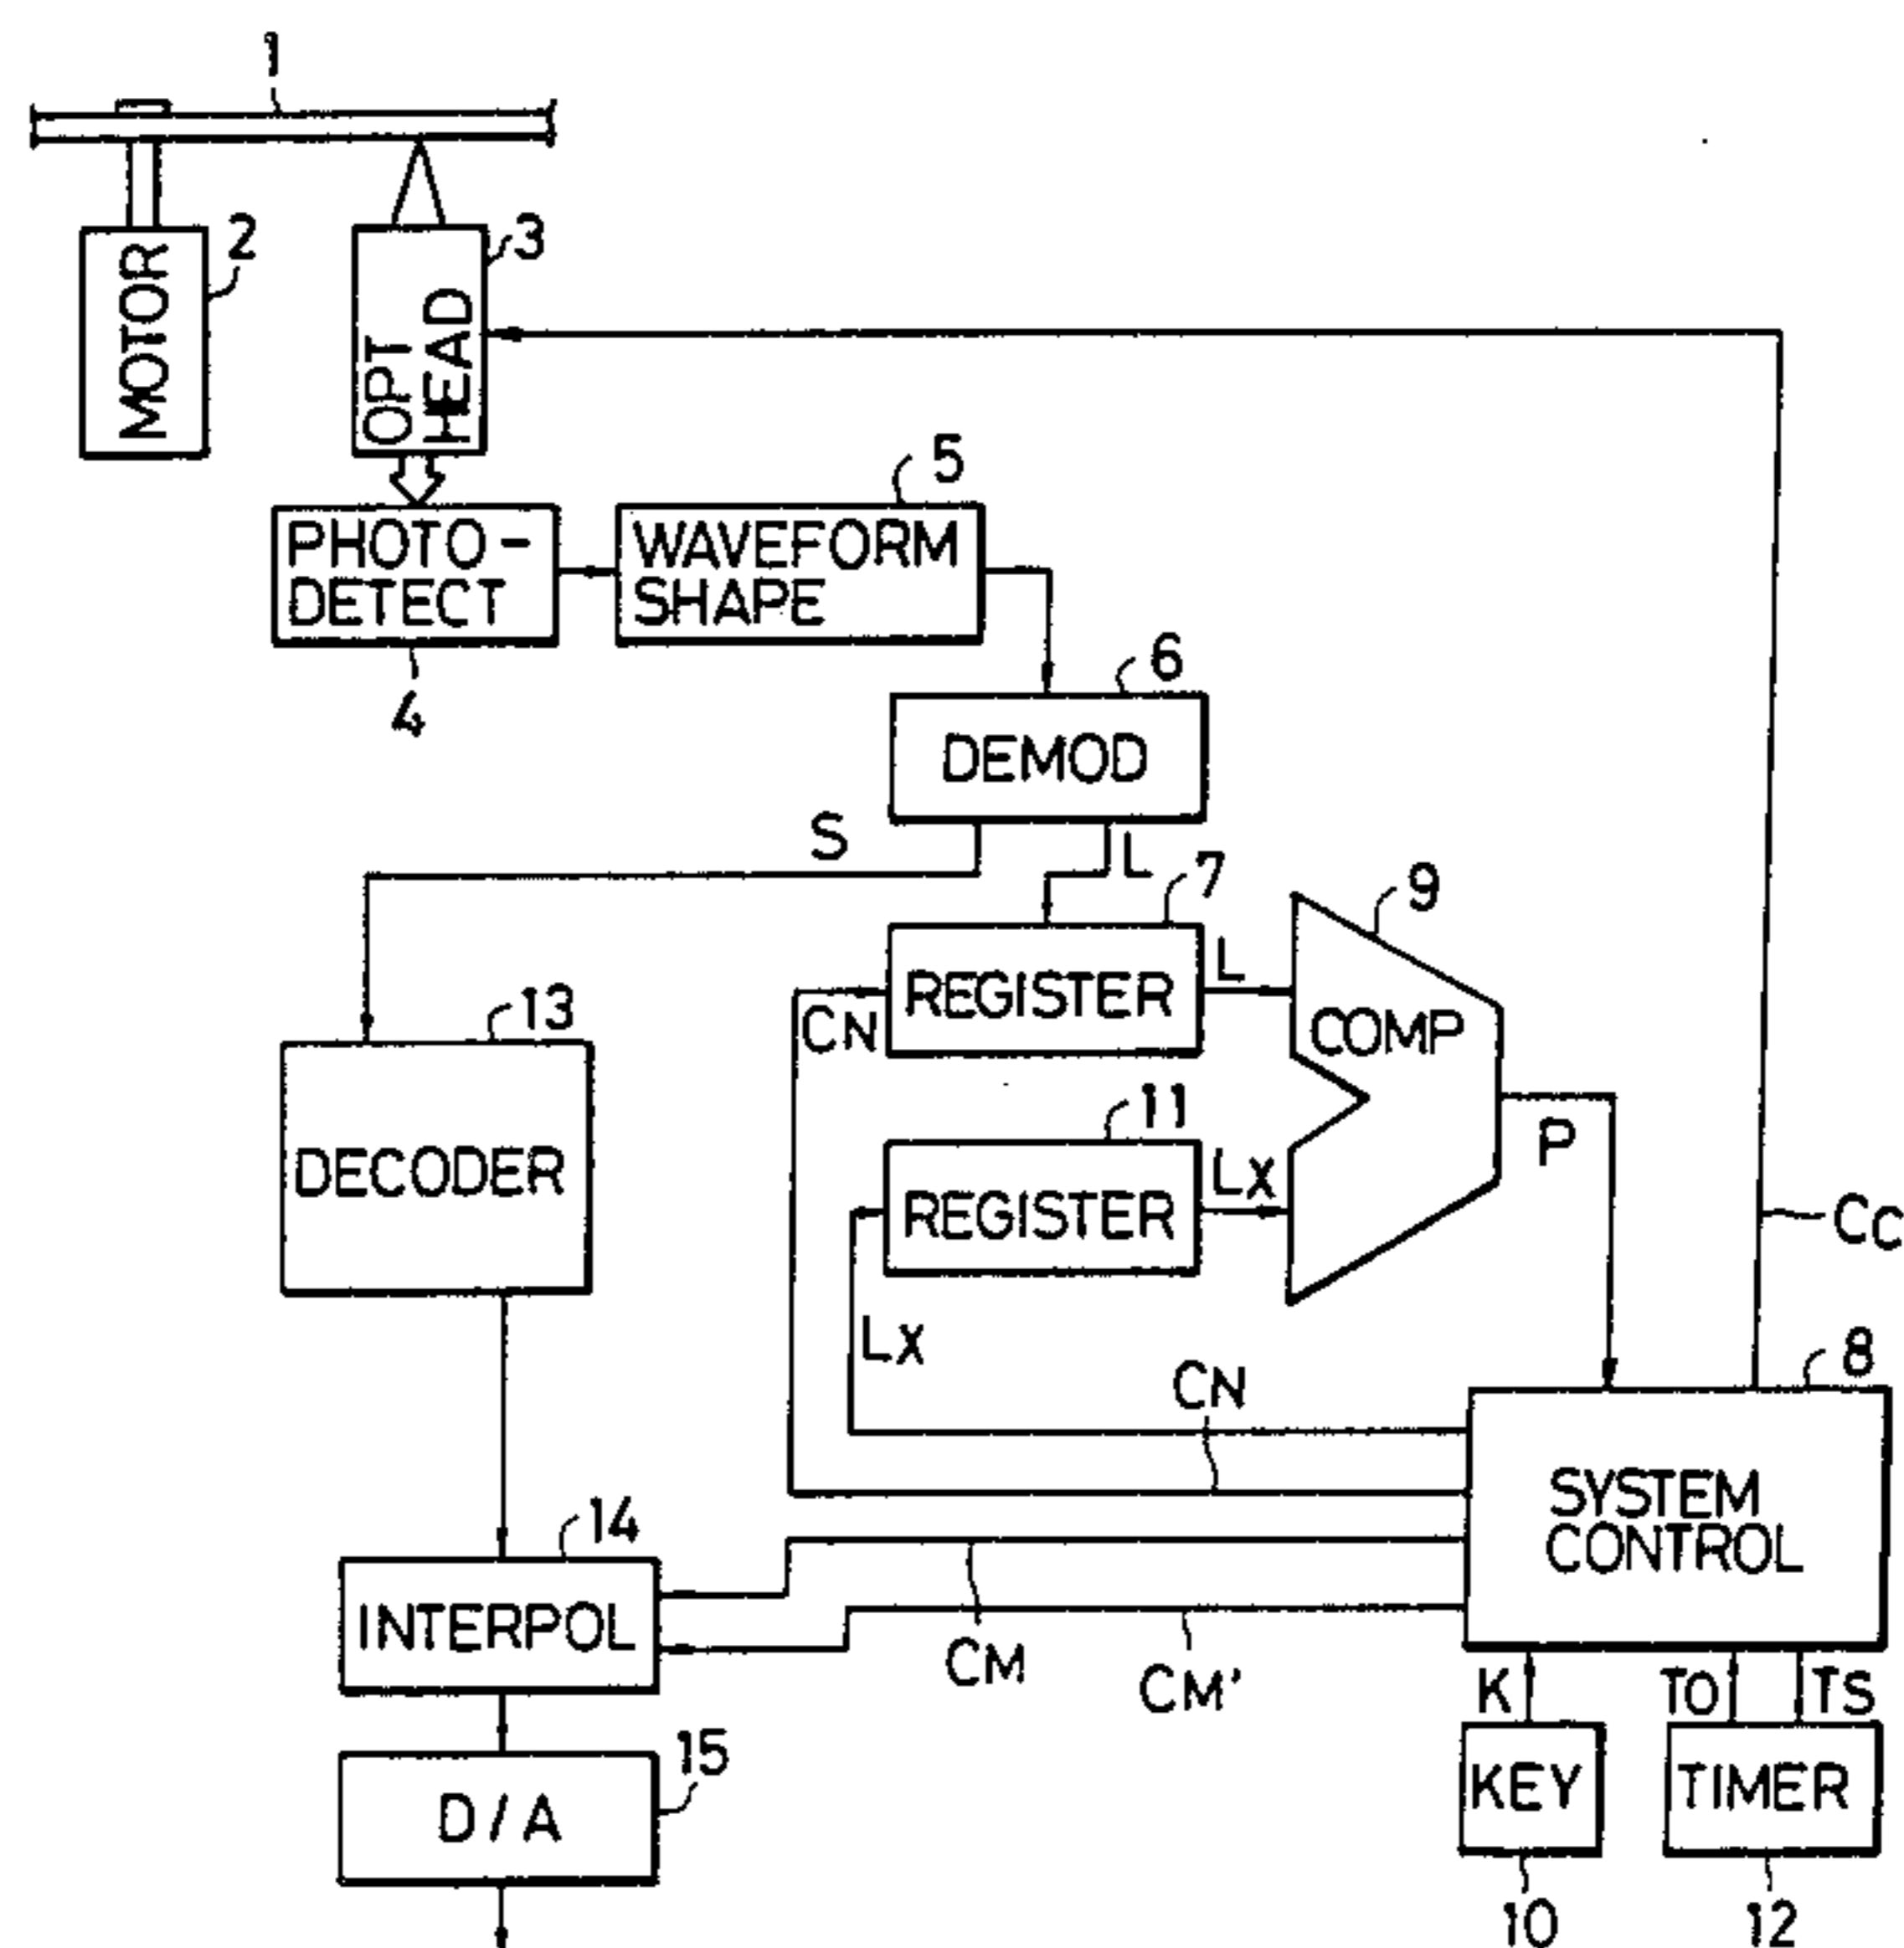 1
2
MOTOR
3
OPT
HEAD
5
PHOTO-
DETECT
WAVEFORM
SHAPE
4
6
DEMOD
S
L
7
9
REGISTER
L
CN
COMP
13
DECODER
11
REGISTER
LX
P
CC
LX
CN
8
SYSTEM
CONTROL
14
INTERPOL
CM
CM'
K
TO
TS
15
D/A
KEY
TIMER
10
12